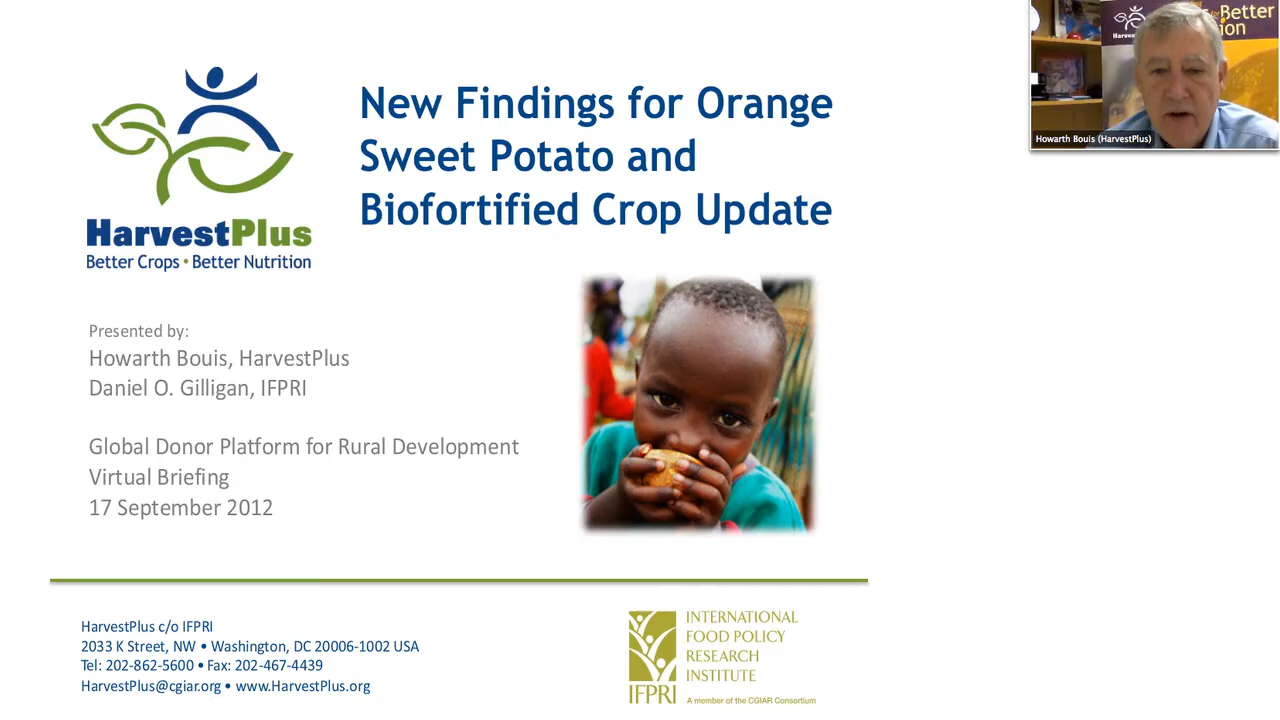 New Findings for Orange
Sweet Potato and
Biofortified Crop Update
HarvestPlus
Better Crops • Better Nutrition
Presented by:
Howarth Bouis, HarvestPlus
Daniel O. Gilligan, IFPRI
Global Donor Platform for Rural Development
Virtual Briefing
17 September 2012
HarvestPlus c/o IFPRI
2033 K Street, NW • Washington, DC 20006-1002 USA
Tel: 202-862-5600 • Fax: 202-467-4439
HarvestPlus@cgiar.org • www.HarvestPlus.org
INTERNATIONAL
FOOD POLICY
RESEARCH
INSTITUTE
IFPRI
A member of the CGIAR Consortium
Better
Howarth Bouis (HarvestPlus)